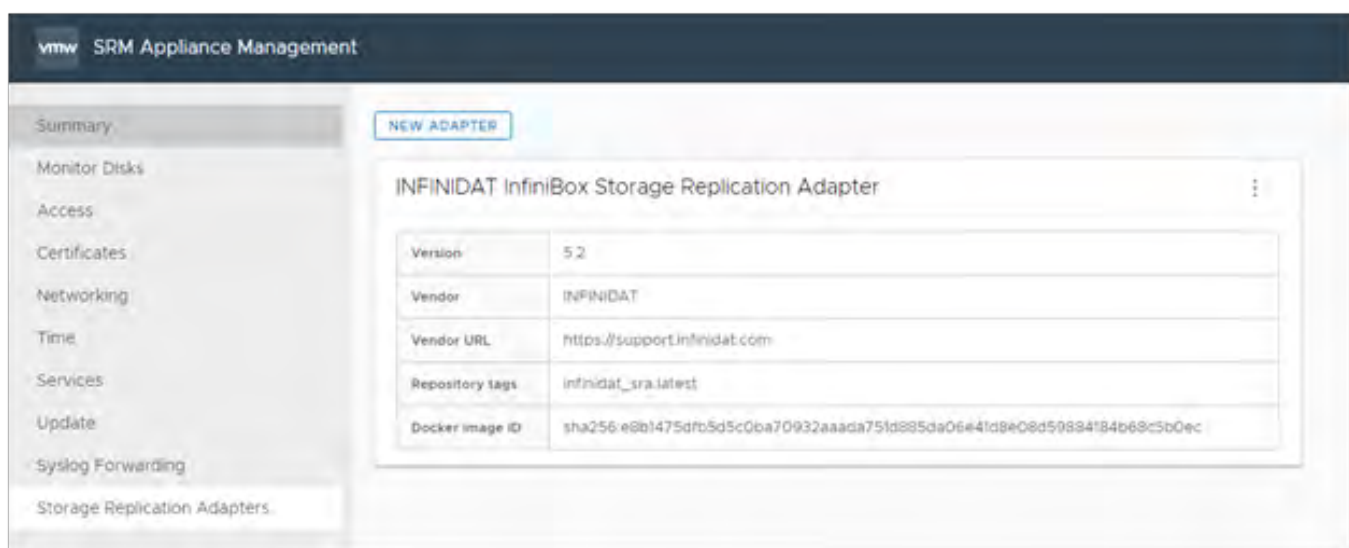 vmw SRM Appliance Management
Summary
Monitor Disks
Access
Certificates
Networking
Time
Services
Update
Syslog Forwarding
Storage Replication Adapters
NEW ADAPTER
INFINIDAT InfiniBox Storage Replication Adapter
Version 5.2
Vendor INFINIDAT
Vendor URL https://support.infinidat.com
Repository tags infinidat_sra:latest
Docker image ID